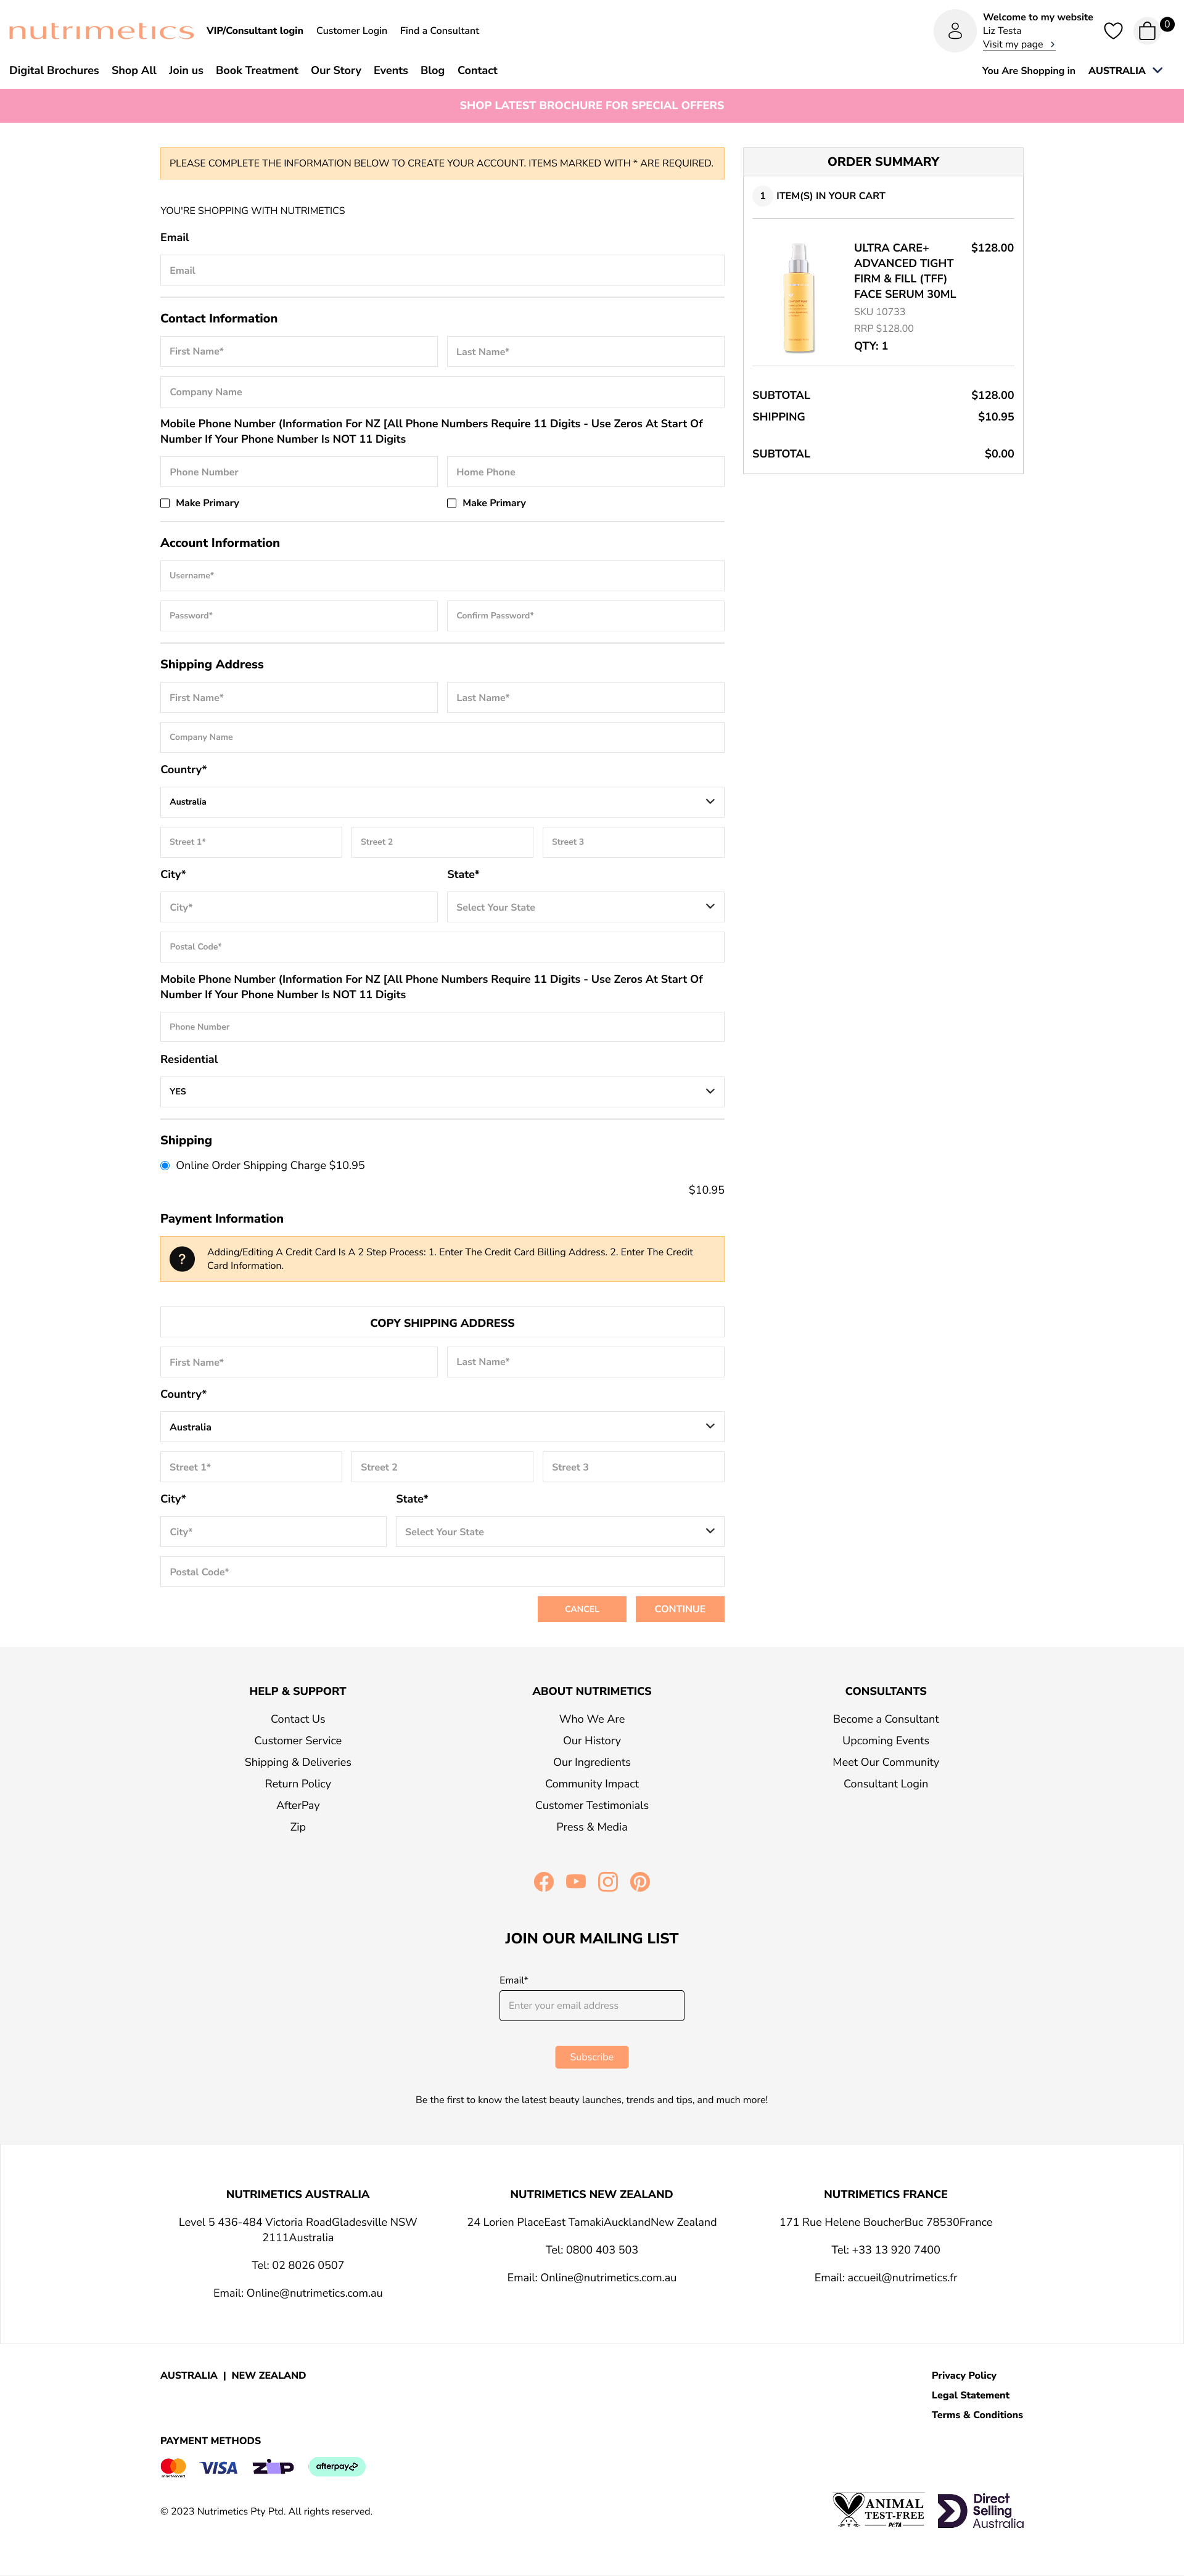 nutrimetics
VIP/Consultant login Customer Login Find a Consultant
Welcome to my website
Liz Testa
Visit my page
0
Digital Brochures Shop All Join us Book Treatment Our Story Events Blog Contact
You Are Shopping in AUSTRALIA
SHOP LATEST BROCHURE FOR SPECIAL OFFERS
PLEASE COMPLETE THE INFORMATION BELOW TO CREATE YOUR ACCOUNT. ITEMS MARKED WITH * ARE REQUIRED.
YOU'RE SHOPPING WITH NUTRIMETICS
Email
Email
Contact Information
First Name* Last Name*
Company Name
Mobile Phone Number (Information For NZ [All Phone Numbers Require 11 Digits - Use Zeros At Start Of
Number If Your Phone Number Is NOT 11 Digits
Phone Number Home Phone
Make Primary Make Primary
Account Information
Username*
Password* Confirm Password*
Shipping Address
First Name* Last Name*
Company Name
Country*
Australia
Street 1* Street 2 Street 3
City* State*
City* Select Your State
Postal Code*
Mobile Phone Number (Information For NZ [All Phone Numbers Require 11 Digits - Use Zeros At Start Of
Number If Your Phone Number Is NOT 11 Digits
Phone Number
Residential
YES
Shipping
Online Order Shipping Charge $10.95
$10.95
Payment Information
? Adding/Editing A Credit Card Is A 2 Step Process: 1. Enter The Credit Card Billing Address. 2. Enter The Credit
Card Information.
COPY SHIPPING ADDRESS
First Name* Last Name*
Country*
Australia
Street 1* Street 2 Street 3
City* State*
City* Select Your State
Postal Code*
CANCEL CONTINUE
ORDER SUMMARY
1 ITEM(S) IN YOUR CART
ULTRA CARE+ $128.00
ADVANCED TIGHT
FIRM & FILL (TFF)
FACE SERUM 30ML
SKU 10733
RRP $128.00
QTY: 1
SUBTOTAL $128.00
SHIPPING $10.95
SUBTOTAL $0.00
HELP & SUPPORT
Contact Us
Customer Service
Shipping & Deliveries
Return Policy
AfterPay
Zip
ABOUT NUTRIMETICS
Who We Are
Our History
Our Ingredients
Community Impact
Customer Testimonials
Press & Media
CONSULTANTS
Become a Consultant
Upcoming Events
Meet Our Community
Consultant Login
JOIN OUR MAILING LIST
Email*
Enter your email address
Subscribe
Be the first to know the latest beauty launches, trends and tips, and much more!
NUTRIMETICS AUSTRALIA
Level 5 436-484 Victoria RoadGladesville NSW
2111Australia
Tel: 02 8026 0507
Email: Online@nutrimetics.com.au
NUTRIMETICS NEW ZEALAND
24 Lorien PlaceEast TamakiAucklandNew Zealand
Tel: 0800 403 503
Email: Online@nutrimetics.com.au
NUTRIMETICS FRANCE
171 Rue Helene BoucherBuc 78530France
Tel: +33 13 920 7400
Email: accueil@nutrimetics.fr
AUSTRALIA | NEW ZEALAND
Privacy Policy
Legal Statement
Terms & Conditions
PAYMENT METHODS
mastercard VISA ZIP afterpay
© 2023 Nutrimetics Pty Ptd. All rights reserved.
ANIMAL
TEST-FREE
PETA
Direct
Selling
Australia